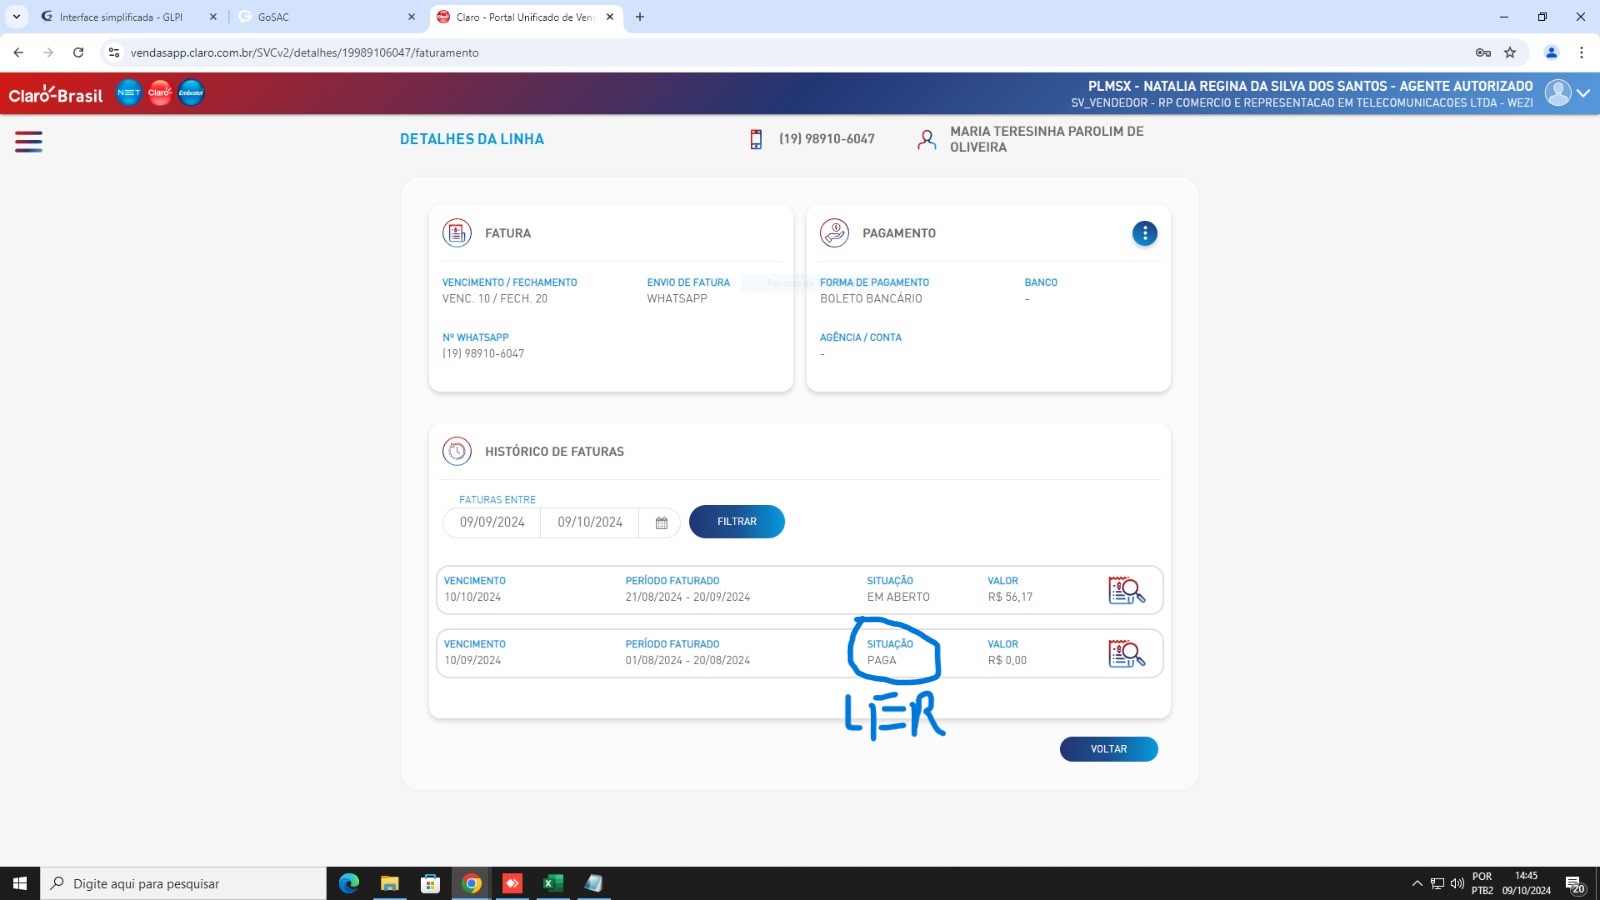 Interface simplificada - GLPI
GoSAC
Claro - Portal Unificado de Ven
vendasapp.claro.com.br/SVCv2/detalhes/19989106047/faturamento
Claro-Brasil
NET
Claro
Embratel
PLMSX - NATALIA REGINA DA SILVA DOS SANTOS - AGENTE AUTORIZADO
SV_VENDEDOR - RP COMERCIO E REPRESENTACAO EM TELECOMUNICACOES LTDA - WEZI
DETALHES DA LINHA
(19) 98910-6047
MARIA TERESINHA PAROLIM DE
OLIVEIRA
FATURA
VENCIMENTO / FECHAMENTO
VENC. 10 / FECH. 20
ENVIO DE FATURA
WHATSAPP
Nº WHATSAPP
(19) 98910-6047
PAGAMENTO
FORMA DE PAGAMENTO
BOLETO BANCÁRIO
BANCO
-
AGÊNCIA / CONTA
-
HISTÓRICO DE FATURAS
FATURAS ENTRE
09/09/2024 09/10/2024 FILTRAR
VENCIMENTO PERÍODO FATURADO SITUAÇÃO VALOR
10/10/2024 21/08/2024 - 20/09/2024 EM ABERTO R$ 56,17
VENCIMENTO PERÍODO FATURADO SITUAÇÃO VALOR
10/09/2024 01/08/2024 - 20/08/2024 PAGA R$ 0,00
LER
VOLTAR
Digite aqui para pesquisar
POR
PTB2
14:45
09/10/2024
20